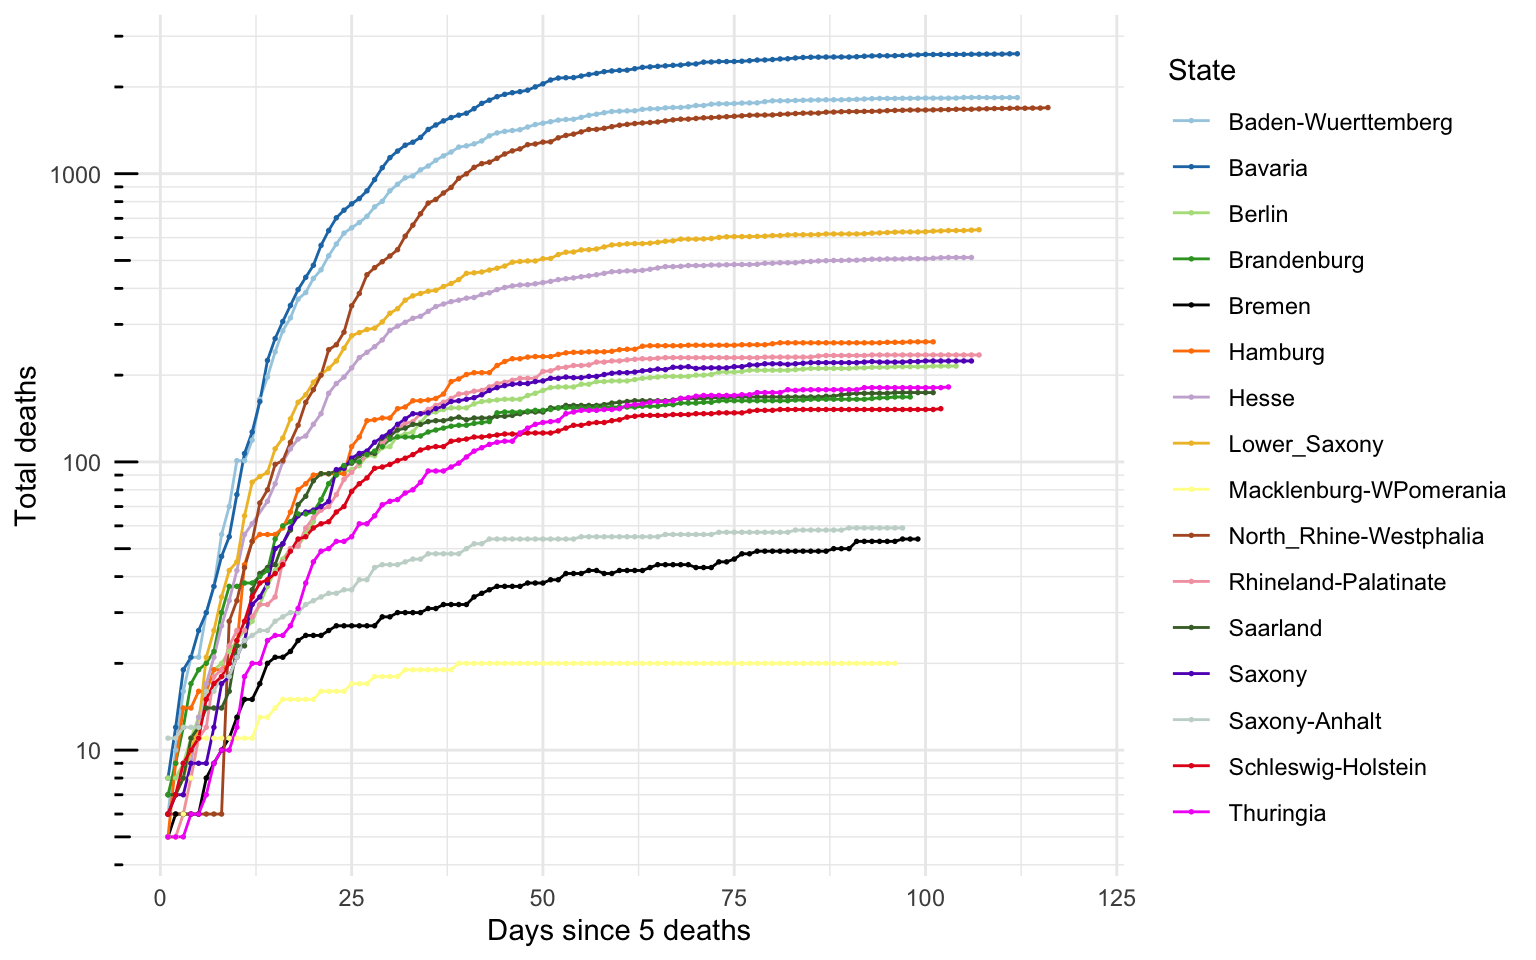 Total deaths
1000
100
10
0 25 50 75 100 125
Days since 5 deaths
State
Baden-Wuerttemberg
Bavaria
Berlin
Brandenburg
Bremen
Hamburg
Hesse
Lower_Saxony
Macklenburg-WPomerania
North_Rhine-Westphalia
Rhineland-Palatinate
Saarland
Saxony
Saxony-Anhalt
Schleswig-Holstein
Thuringia